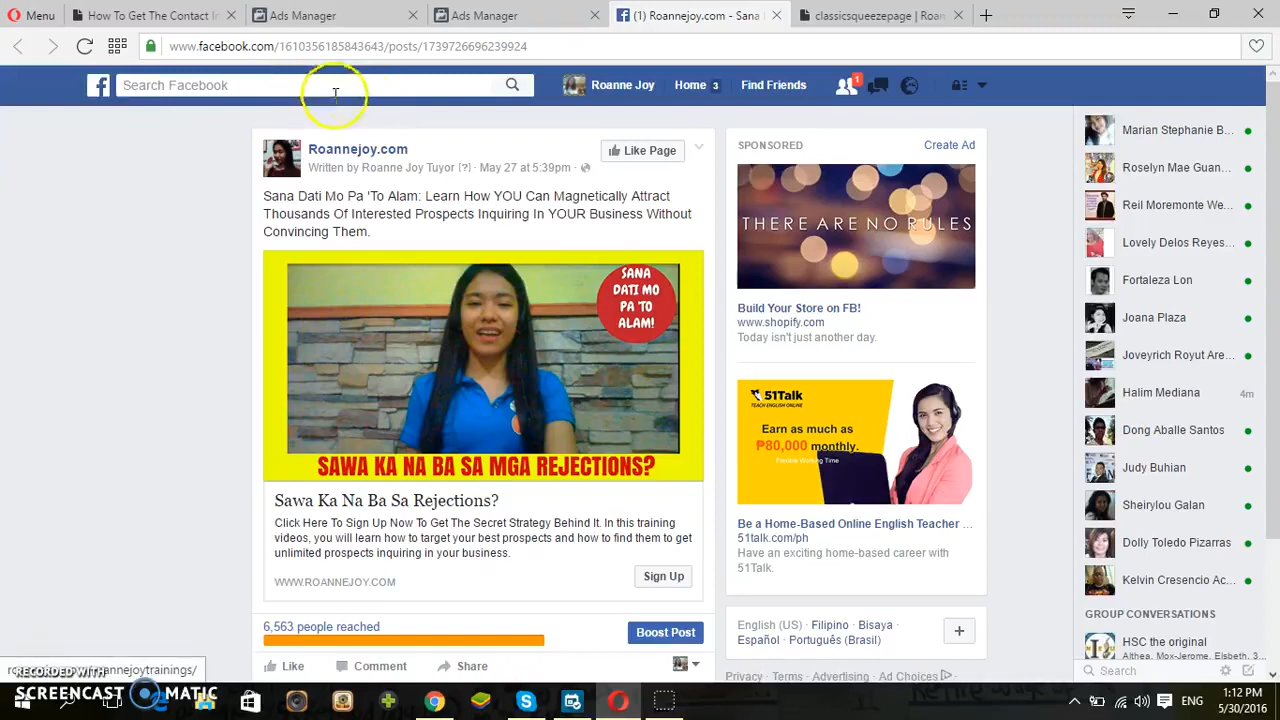 Menu
How To Get The Contact In
Ads Manager
Ads Manager
(1) Roannejoy.com - Sana
classicsqueezepage | Roan
www.facebook.com/1610356185843643/posts/1739726696239924
Search Facebook
Roanne Joy
Home 3
Find Friends
1
Roannejoy.com
Written by Roanne Joy Tuyor [?] · May 27 at 5:39pm ·
Like Page
Sana Dati Mo Pa 'To Alam: Learn How YOU Can Magnetically Attract
Thousands Of Interested Prospects Inquiring In YOUR Business Without
Convincing Them.
SANA
DATI MO
PA 'TO
ALAM!
SAWA KA NA BA SA MGA REJECTIONS?
Sawa Ka Na Ba Sa Rejections?
Click Here To Sign Up Now To Get The Secret Strategy Behind It. In this training
videos, you will learn how to target your best prospects and how to find them to get
unlimited prospects inquiring in your business.
WWW.ROANNEJOY.COM
Sign Up
6,563 people reached
Boost Post
Like
Comment
Share
SPONSORED
Create Ad
THERE ARE NO RULES
Build Your Store on FB!
www.shopify.com
Today isn't just another day.
51Talk
TEACH ENGLISH ONLINE
Earn as much as
₱80,000 monthly.
Flexible Working Time
Be a Home-Based Online English Teacher ...
51talk.com/ph
Have an exciting home-based career with
51Talk.
English (US) · Filipino · Bisaya ·
Español · Português (Brasil)
Privacy · Terms · Advertising · Ad Choices
Marian Stephanie B...
Roselyn Mae Guan...
Reil Moremonte We...
Lovely Delos Reyes...
Fortaleza Lon
Joana Plaza
Joveyrich Royut Are...
Halim Mediana 4m
Dong Aballe Santos
Judy Buhian
Sheirylou Galan
Dolly Toledo Pizarras
Kelvin Cresencio Ac...
GROUP CONVERSATIONS
HSC the original
Althea, Mox-Jerome, Elsbeth, 3
Search
RECORDED WITH
SCREENCAST MATIC
ENG
1:12 PM
5/30/2016